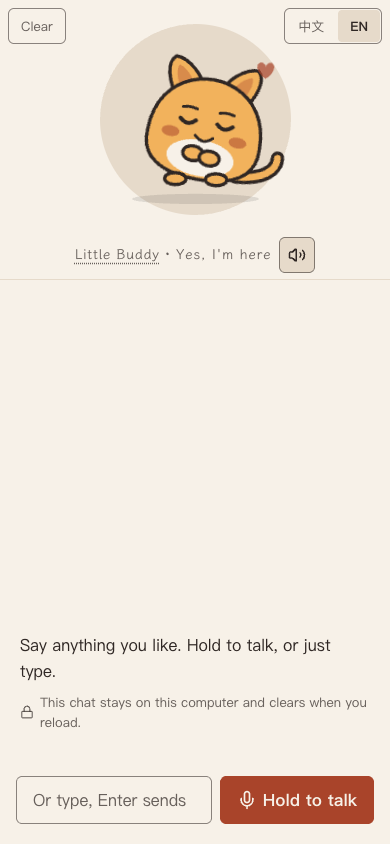 Clear
中文 EN
Little Buddy • Yes, I'm here
Say anything you like. Hold to talk, or just
type.
This chat stays on this computer and clears when you
reload.
Or type, Enter sends
Hold to talk